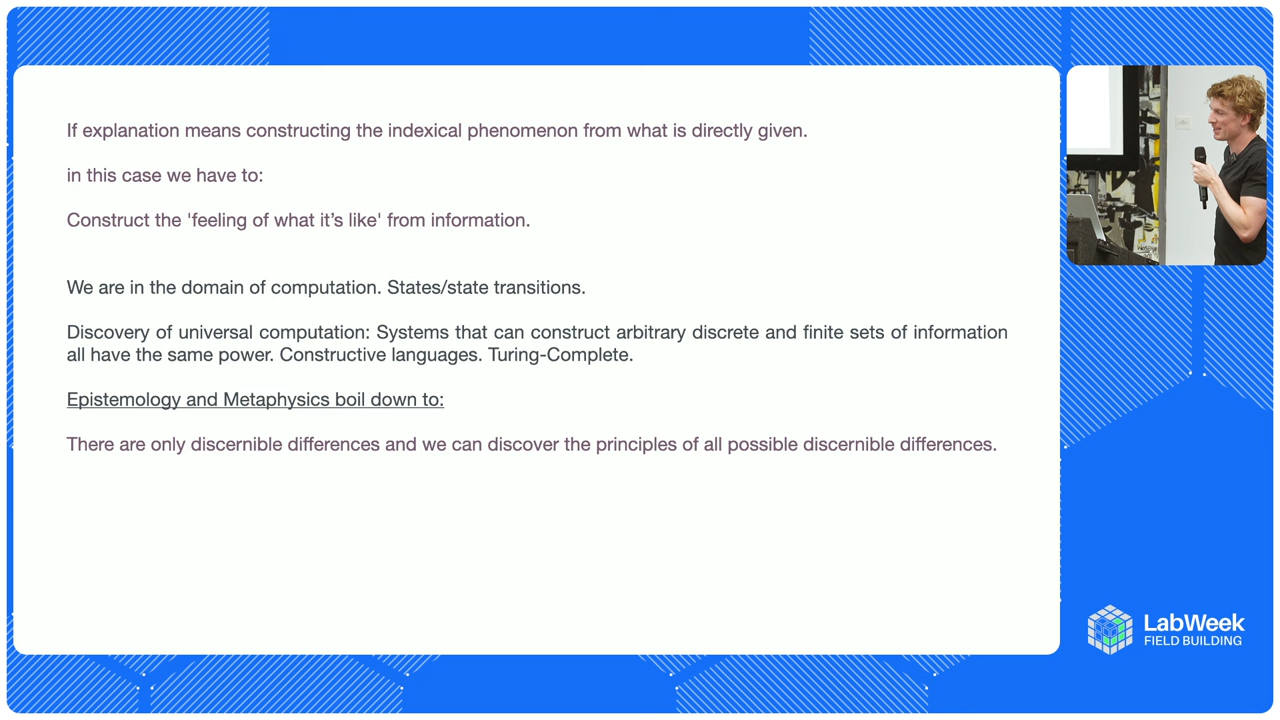 If explanation means constructing the indexical phenomenon from what is directly given.
in this case we have to:
Construct the 'feeling of what it’s like' from information.
We are in the domain of computation. States/state transitions.
Discovery of universal computation: Systems that can construct arbitrary discrete and finite sets of information
all have the same power. Constructive languages. Turing-Complete.
Epistemology and Metaphysics boil down to:
There are only discernible differences and we can discover the principles of all possible discernible differences.
LabWeek
FIELD BUILDING